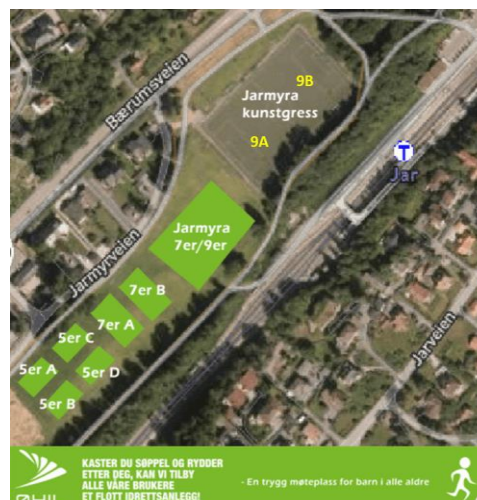 9B
Jarmyra
kunstgress
9A
Bærumsveien
T
Jar
Jarmyra
7er/9er
Jarmyrveien
7er B
7er A
5er C
5er D
5er A
5er B
Jarveien
KASTER DU SØPPEL OG RYDDER
ETTER DEG, KAN VI TILBY
ALLE VÅRE BRUKERE
ET FLOTT IDRETTSANLEGG!
- En trygg møteplass for barn i alle aldre